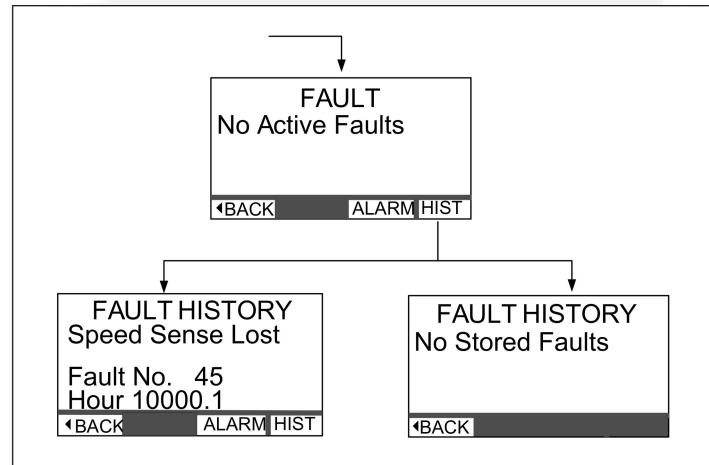 FAULT
No Active Faults
◂BACK ALARM HIST
FAULT HISTORY
Speed Sense Lost
Fault No. 45
Hour 10000.1
◂BACK ALARM HIST
FAULT HISTORY
No Stored Faults
◂BACK